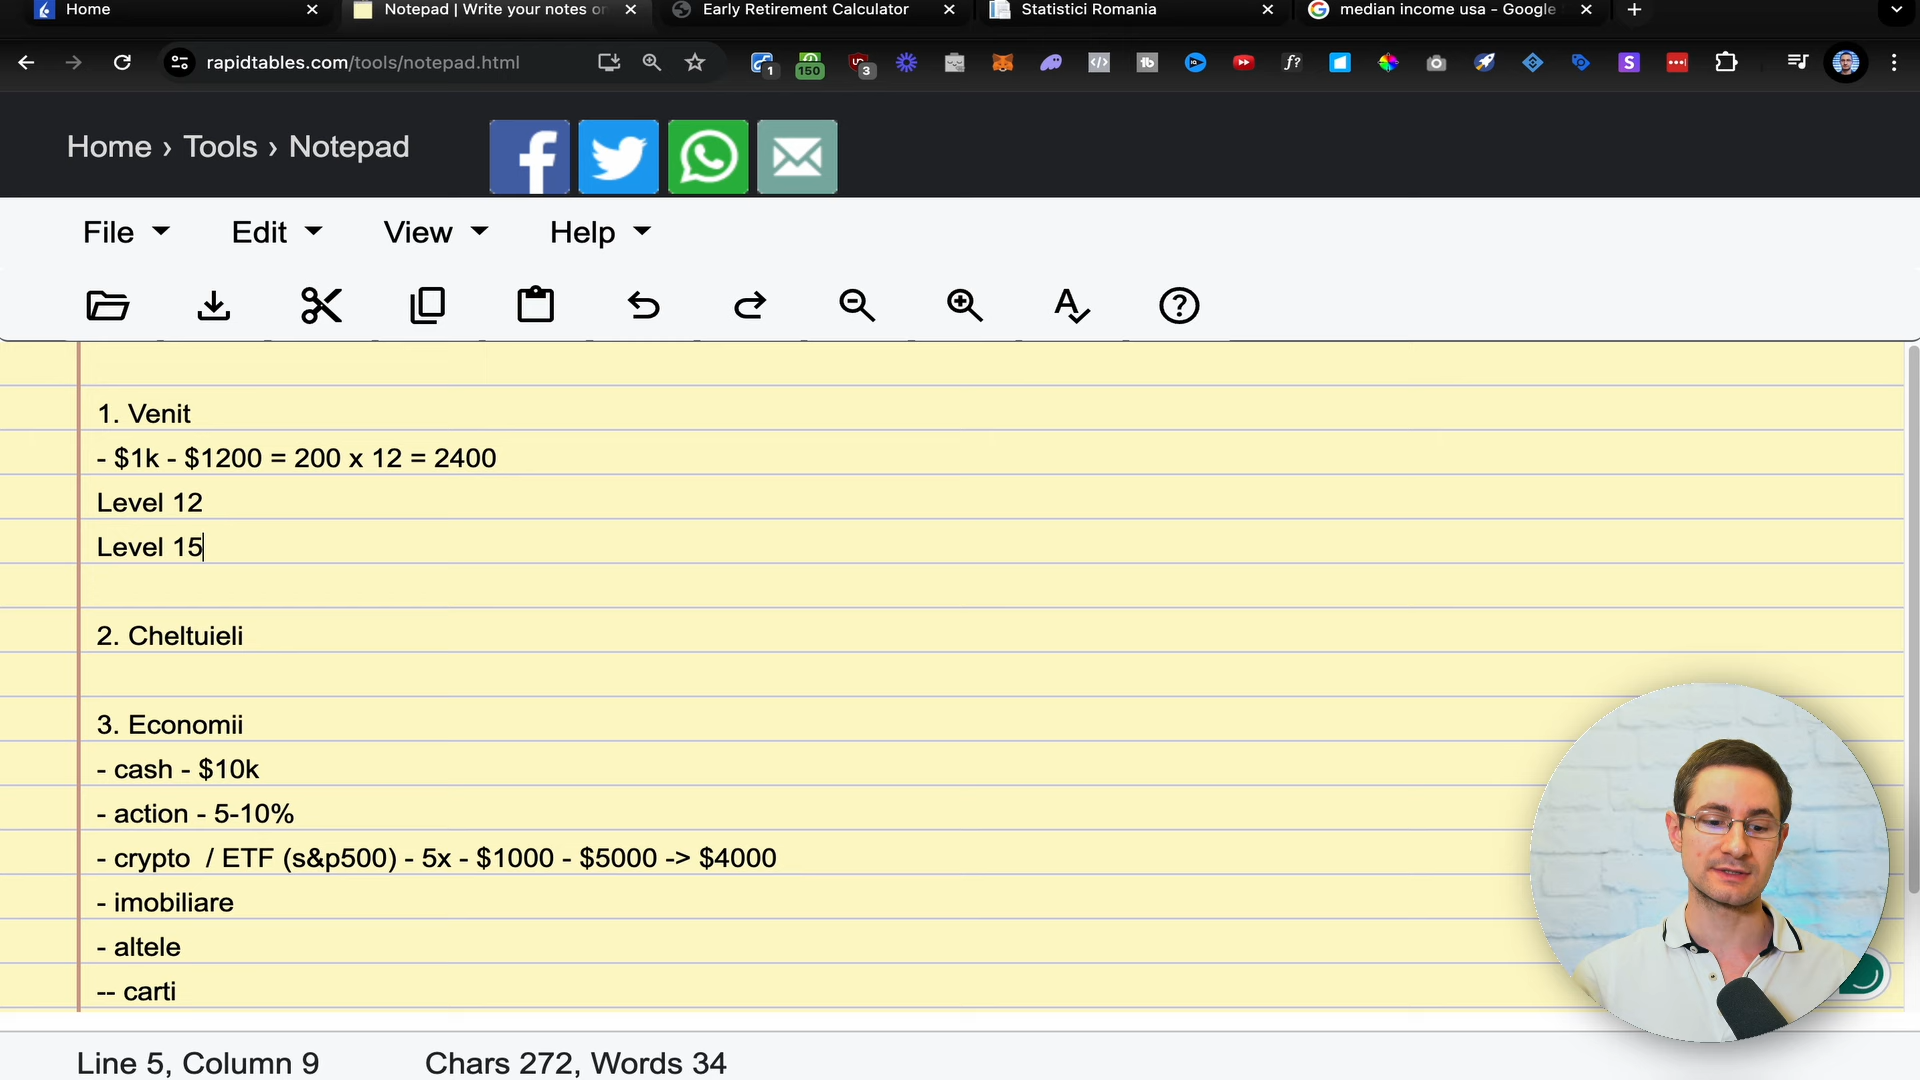 Home
Notepad | Write your notes or
Early Retirement Calculator
Statistici Romania
median income usa - Google
rapidtables.com/tools/notepad.html
1
150
3
tb
f?
S
Home › Tools › Notepad
File
Edit
View
Help
1. Venit
- $1k - $1200 = 200 x 12 = 2400
Level 12
Level 15
2. Cheltuieli
3. Economii
- cash - $10k
- action - 5-10%
- crypto / ETF (s&p500) - 5x - $1000 - $5000 -> $4000
- imobiliare
- altele
-- carti
Line 5, Column 9
Chars 272, Words 34